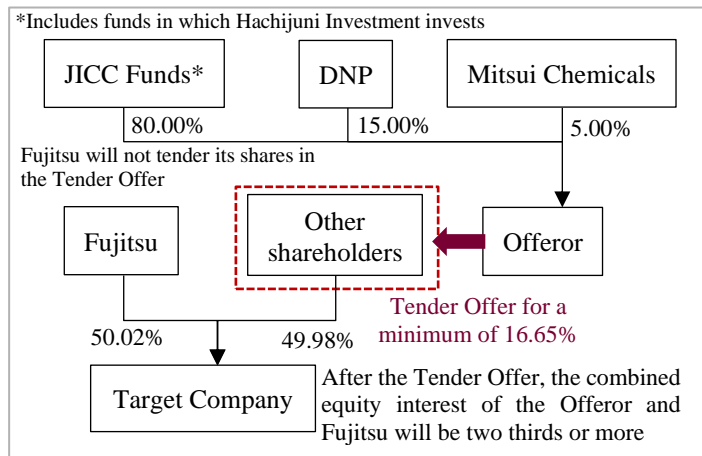 *Includes funds in which Hachijuni Investment invests
JICC Funds*
DNP
Mitsui Chemicals
80.00%
15.00%
5.00%
Fujitsu will not tender its shares in
the Tender Offer
Fujitsu
Other
shareholders
Offeror
Tender Offer for a
minimum of 16.65%
50.02%
49.98%
Target Company
After the Tender Offer, the combined
equity interest of the Offeror and
Fujitsu will be two thirds or more